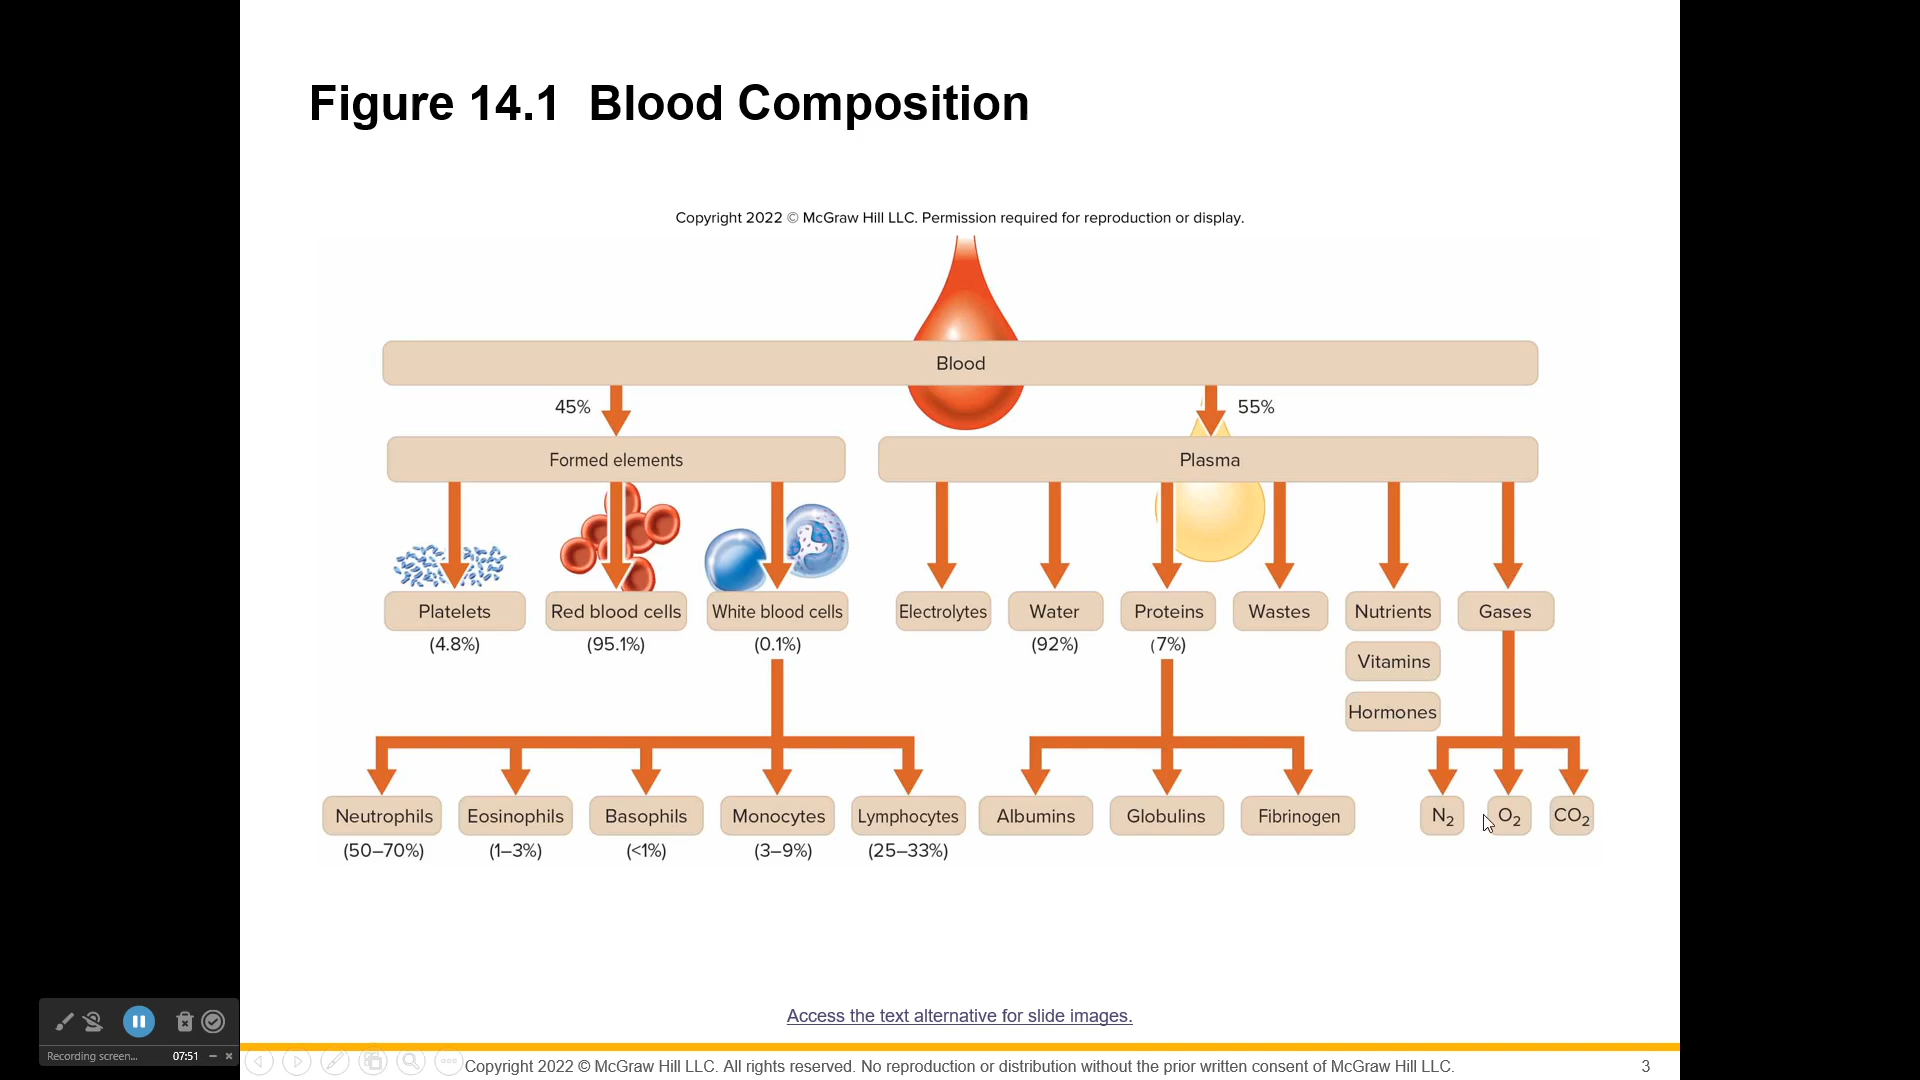 Figure 14.1 Blood Composition
Copyright 2022 © McGraw Hill LLC. Permission required for reproduction or display.
Blood
45%
55%
Formed elements
Plasma
Platelets
Red blood cells
White blood cells
Electrolytes
Water
Proteins
Wastes
Nutrients
Gases
(4.8%)
(95.1%)
(0.1%)
(92%)
(7%)
Vitamins
Hormones
Neutrophils
Eosinophils
Basophils
Monocytes
Lymphocytes
Albumins
Globulins
Fibrinogen
N2
O2
CO2
(50–70%)
(1–3%)
(<1%)
(3–9%)
(25–33%)
Access the text alternative for slide images.
Recording screen... 07:51
Copyright 2022 © McGraw Hill LLC. All rights reserved. No reproduction or distribution without the prior written consent of McGraw Hill LLC.
3